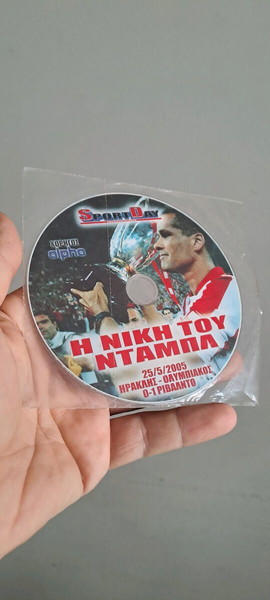 SPORTDAY
ΧΟΡΗΓΟΣ
alpha
Η ΝΙΚΗ ΤΟΥ
ΝΤΑΜΠΛ
25/5/2005
ΗΡΑΚΛΗΣ - ΟΛΥΜΠΙΑΚΟΣ
0-1 ΡΙΒΑΛΝΤΟ